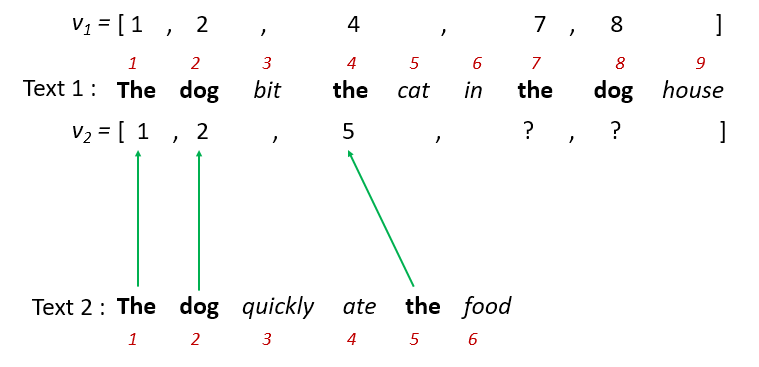 v1 = [ 1 , 2 , 4 , 7 , 8 ]
1 2 3 4 5 6 7 8 9
Text 1 : The dog bit the cat in the dog house
v2 = [ 1 , 2 , 5 , ? , ? ]
Text 2 : The dog quickly ate the food
1 2 3 4 5 6